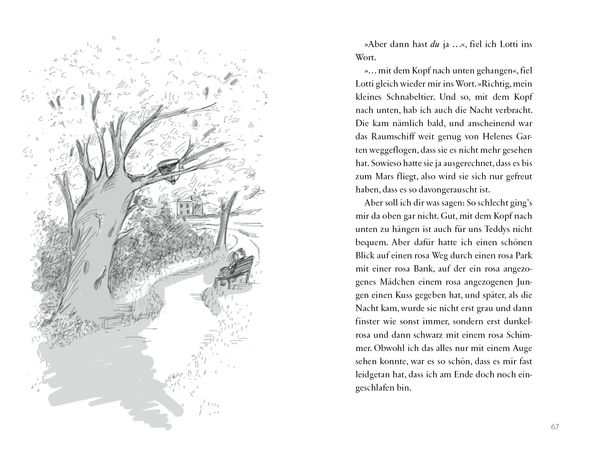 »Aber dann hast du ja …«, fiel ich Lotti ins
Wort.
»… mit dem Kopf nach unten gehangen«, fiel
Lotti gleich wieder mir ins Wort. »Richtig, mein
kleines Schnabeltier. Und so, mit dem Kopf
nach unten, hab ich auch die Nacht verbracht.
Die kam nämlich bald, und anscheinend war
das Raumschiff weit genug von Helenes Gar-
ten weggeflogen, dass sie es nicht mehr gesehen
hat. Sowieso hatte sie ja ausgerechnet, dass es bis
zum Mars fliegt, also wird sie sich nur gefreut
haben, dass es so davongerauscht ist.
Aber soll ich dir was sagen: So schlecht ging's
mir da oben gar nicht. Gut, mit dem Kopf nach
unten zu hängen ist auch für uns Teddys nicht
bequem. Aber dafür hatte ich einen schönen
Blick auf einen rosa Weg durch einen rosa Park
mit einer rosa Bank, auf der ein rosa angezo-
genes Mädchen einem rosa angezogenen Jun-
gen einen Kuss gegeben hat, und später, als die
Nacht kam, wurde sie nicht erst grau und dann
finster wie sonst immer, sondern erst dunkel-
rosa und dann schwarz mit einem rosa Schim-
mer. Obwohl ich das alles nur mit einem Auge
sehen konnte, war es so schön, dass es mir fast
leidgetan hat, dass ich am Ende doch noch ein-
geschlafen bin.
67